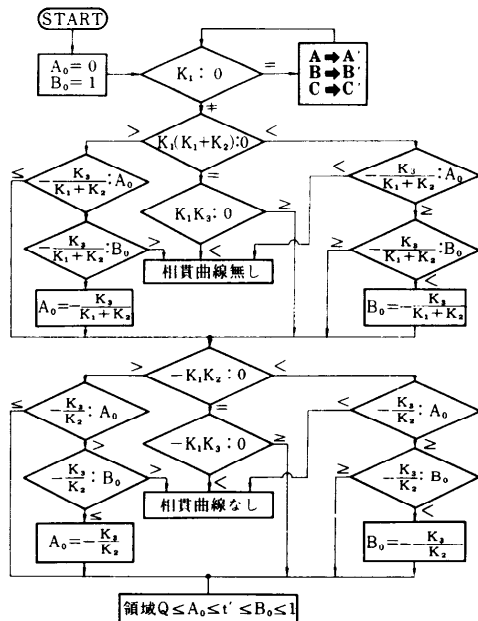 START
A₀= 0
B₀= 1
K₁ : 0
=
A ➡ A′
B ➡ B′
C ➡ C′
≠
>
K₁(K₁+K₂):0
<
≤
-K₃/(K₁+K₂):A₀
=
<
-K₃/(K₁+K₂):A₀
>
K₁K₃:0
≥
≥
-K₃/(K₁+K₂):B₀
>
<
≥
-K₃/(K₁+K₂):B₀
相貫曲線無し
≤
<
A₀=-K₃/(K₁+K₂)
B₀=-K₃/(K₁+K₂)
>
-K₁K₂:0
<
≤
-K₃/K₂: A₀
=
<
-K₃/K₂: A₀
>
-K₁K₃:0
≥
≥
-K₃/K₂: B₀
>
<
≥
-K₃/K₂: B₀
相貫曲線なし
≤
<
A₀=-K₃/K₂
B₀=-K₃/K₂
領域Q≤A₀≤t′≤B₀≤1